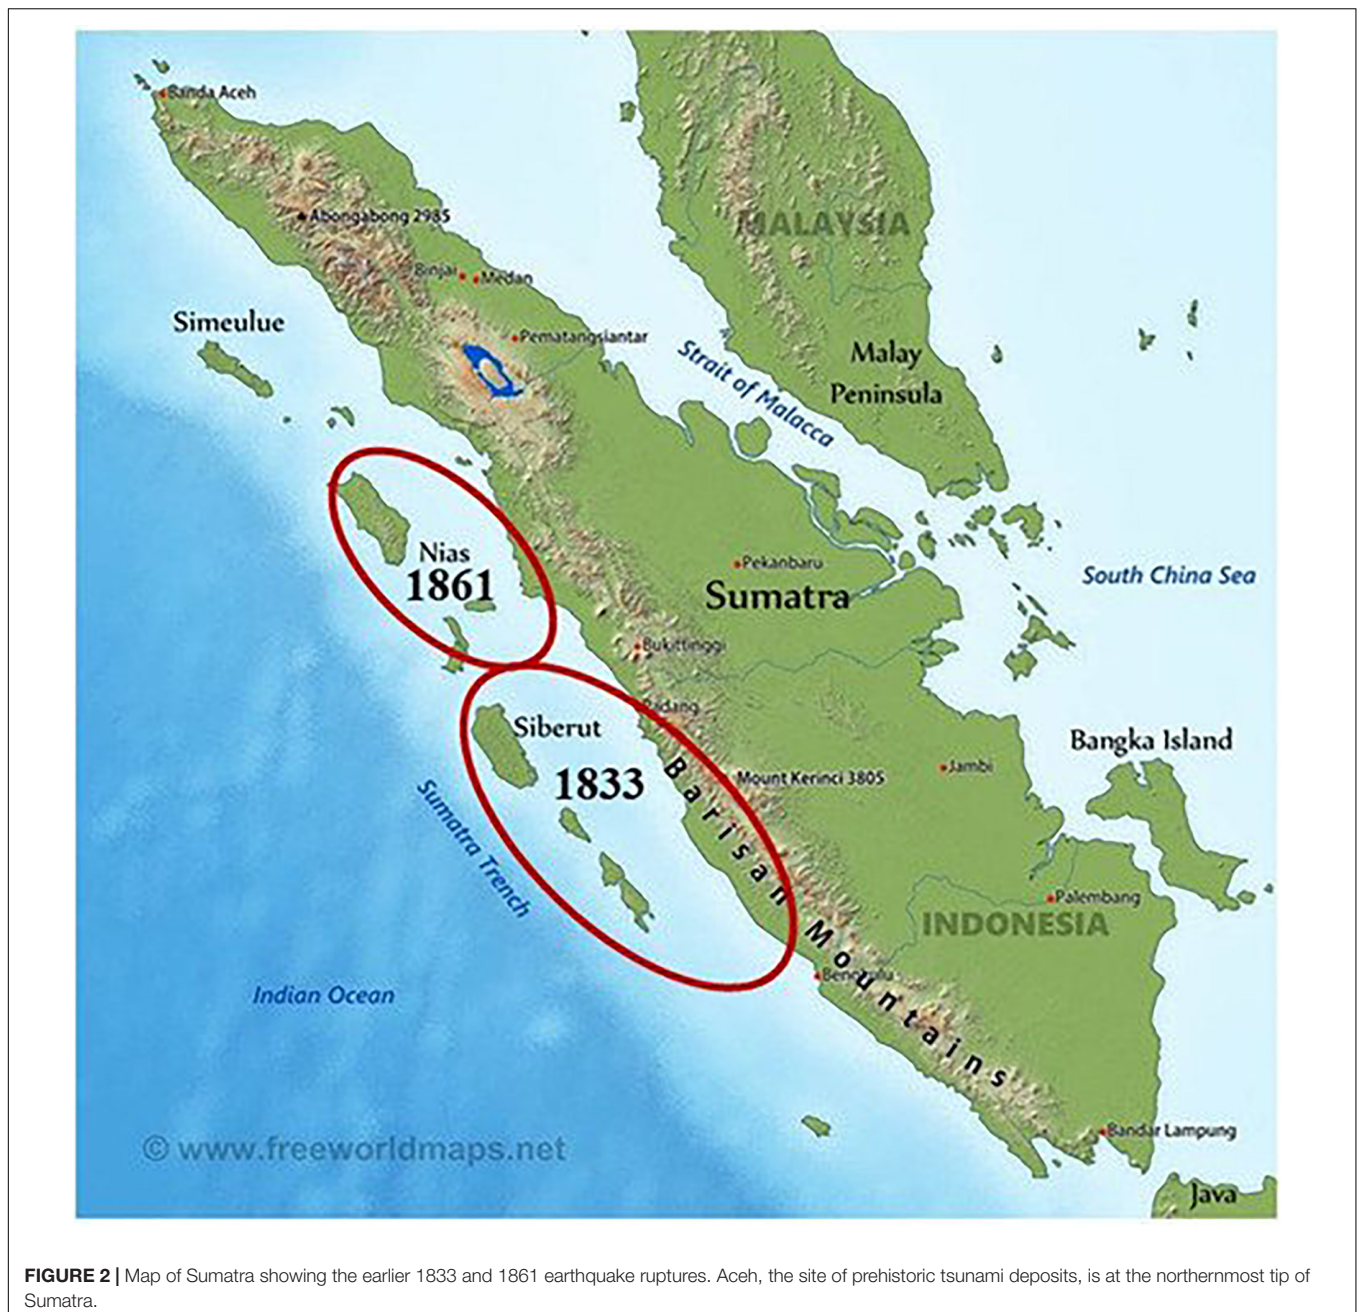 Banda Aceh
Abongabong 2985
MALAYSIA
Binjai
Medan
Simeulue
Pematangsiantar
Strait of Malacca
Malay
Peninsula
Nias
1861
Pekanbaru
Sumatra
South China Sea
Bukittinggi
Padang
Siberut
1833
Bangka Island
Mount Kerinci 3805
Jambi
Sumatra Trench
Barisan Mountains
Palembang
INDONESIA
Bengkulu
Indian Ocean
© www.freeworldmaps.net
Bandar Lampung
Java
FIGURE 2 | Map of Sumatra showing the earlier 1833 and 1861 earthquake ruptures. Aceh, the site of prehistoric tsunami deposits, is at the northernmost tip of
Sumatra.